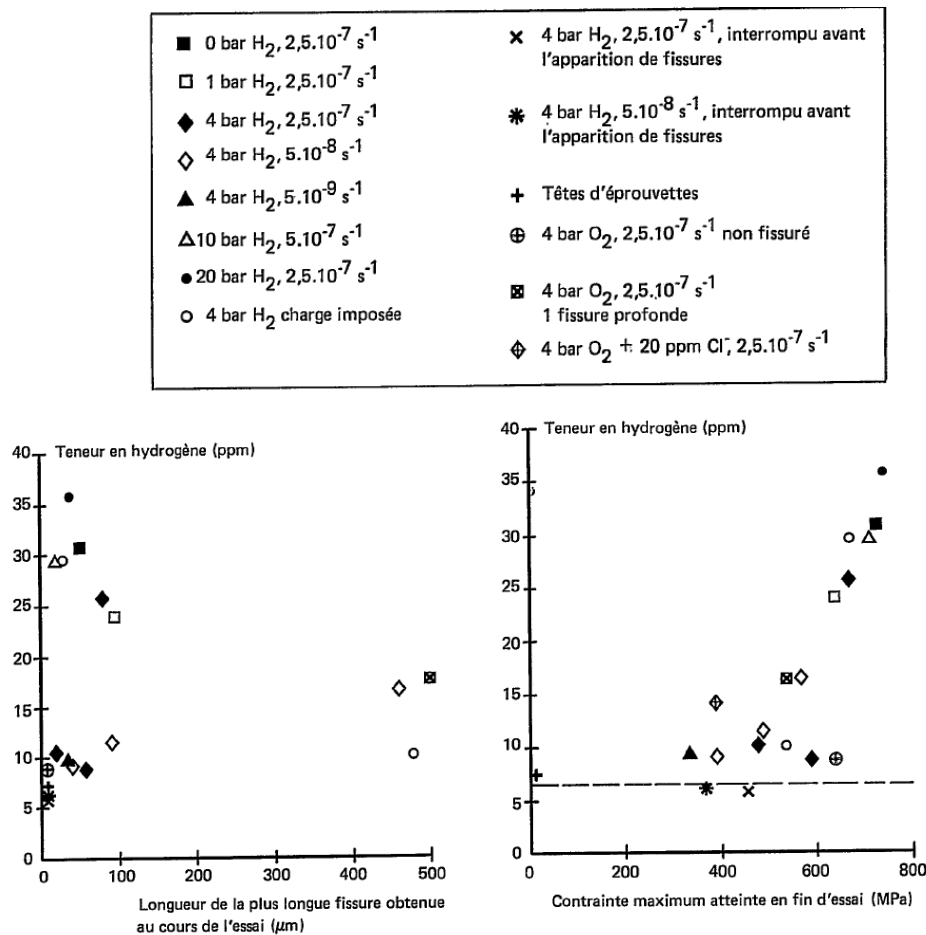 0 bar H₂, 2,5.10⁻⁷ s⁻¹
1 bar H₂, 2,5.10⁻⁷ s⁻¹
4 bar H₂, 2,5.10⁻⁷ s⁻¹
4 bar H₂, 5.10⁻⁸ s⁻¹
4 bar H₂, 5.10⁻⁹ s⁻¹
10 bar H₂, 5.10⁻⁷ s⁻¹
20 bar H₂, 2,5.10⁻⁷ s⁻¹
4 bar H₂ charge imposée
4 bar H₂, 2,5.10⁻⁷ s⁻¹, interrompu avant
l'apparition de fissures
4 bar H₂, 5.10⁻⁸ s⁻¹, interrompu avant
l'apparition de fissures
Têtes d'éprouvettes
4 bar O₂, 2,5.10⁻⁷ s⁻¹ non fissuré
4 bar O₂, 2,5.10⁻⁷ s⁻¹
1 fissure profonde
4 bar O₂ + 20 ppm Cl⁻, 2,5.10⁻⁷ s⁻¹
Teneur en hydrogène (ppm)
40
35
30
25
20
15
10
5
0
0 100 200 300 400 500
Longueur de la plus longue fissure obtenue
au cours de l'essai (µm)
Teneur en hydrogène (ppm)
40
35
30
25
20
15
10
5
0
0 200 400 600 800
Contrainte maximum atteinte en fin d'essai (MPa)